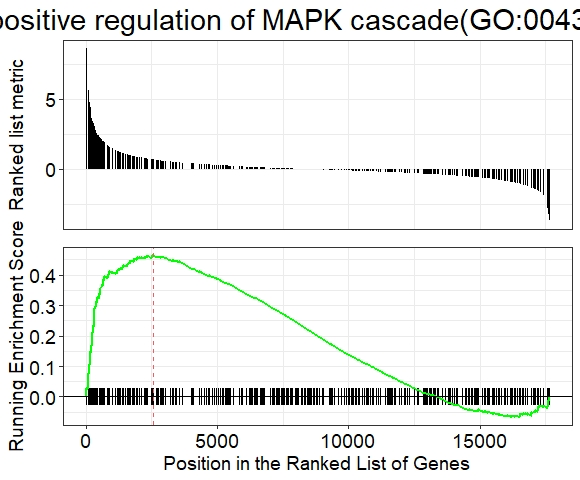 positive regulation of MAPK cascade(GO:0043
Ranked list metric
5
0
Running Enrichment Score
0.4
0.3
0.2
0.1
0.0
0 5000 10000 15000
Position in the Ranked List of Genes